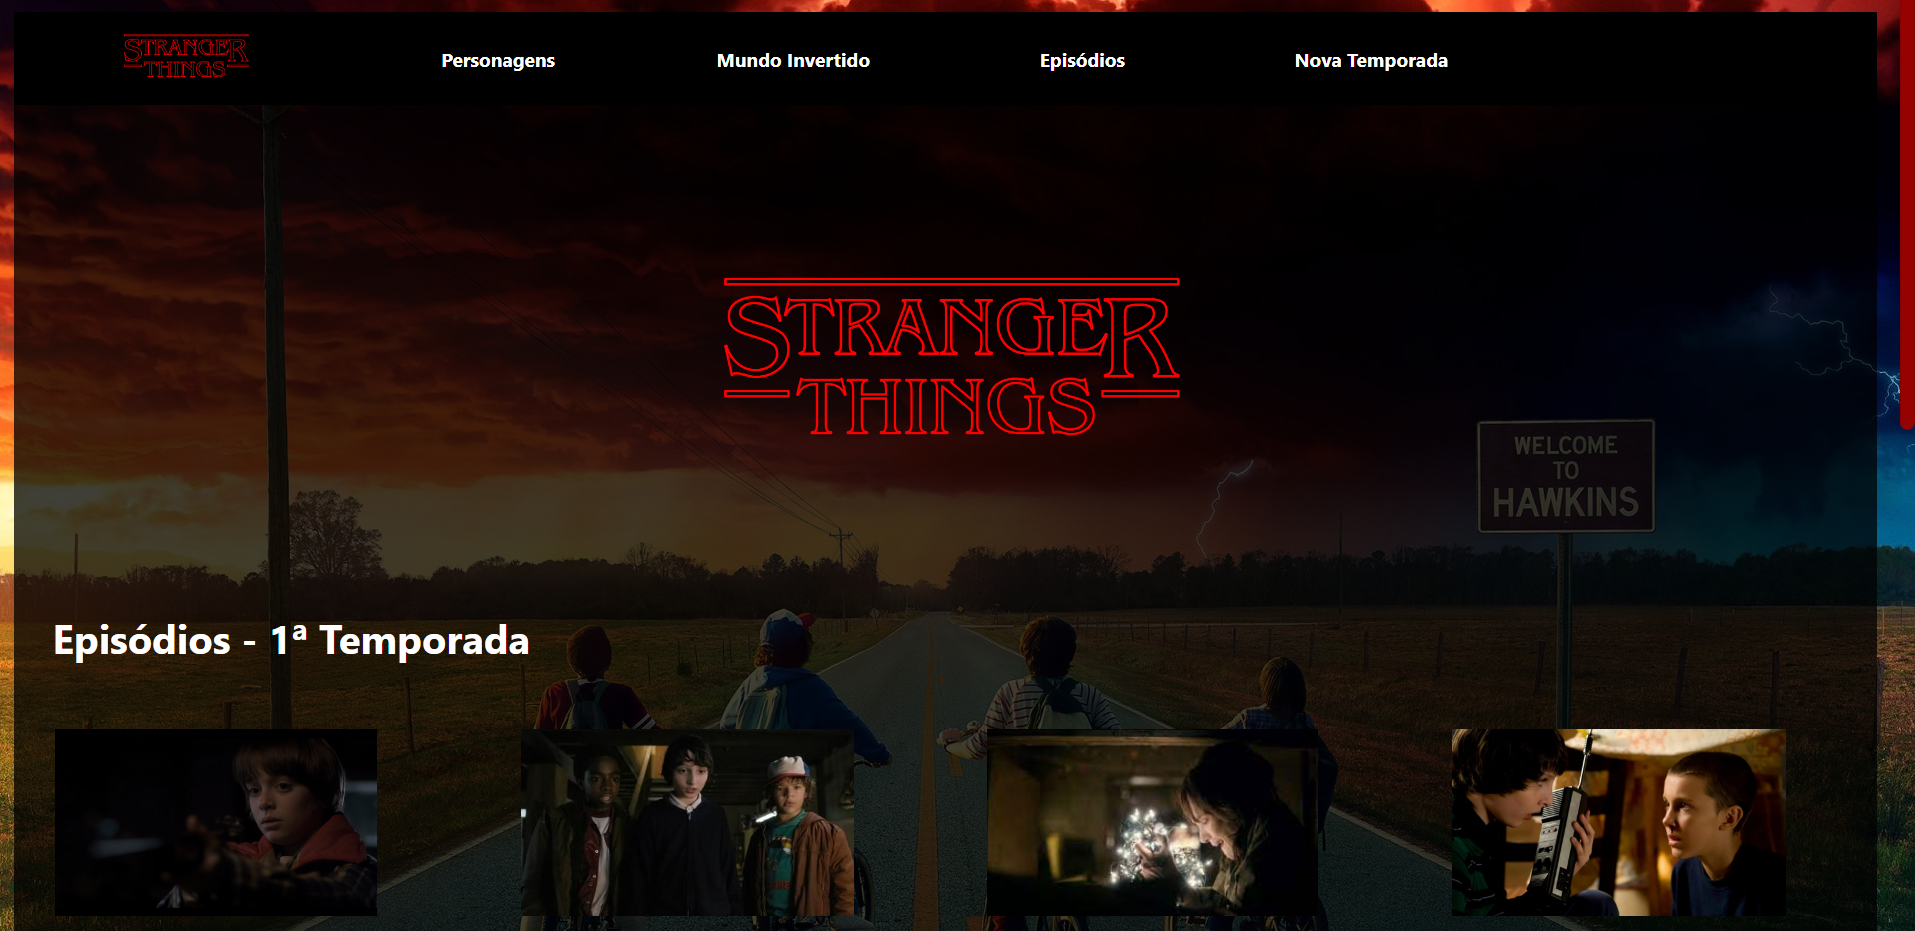 STRANGER
THINGS
Personagens
Mundo Invertido
Episódios
Nova Temporada
STRANGER
THINGS
WELCOME
TO
HAWKINS
Episódios - 1ª Temporada